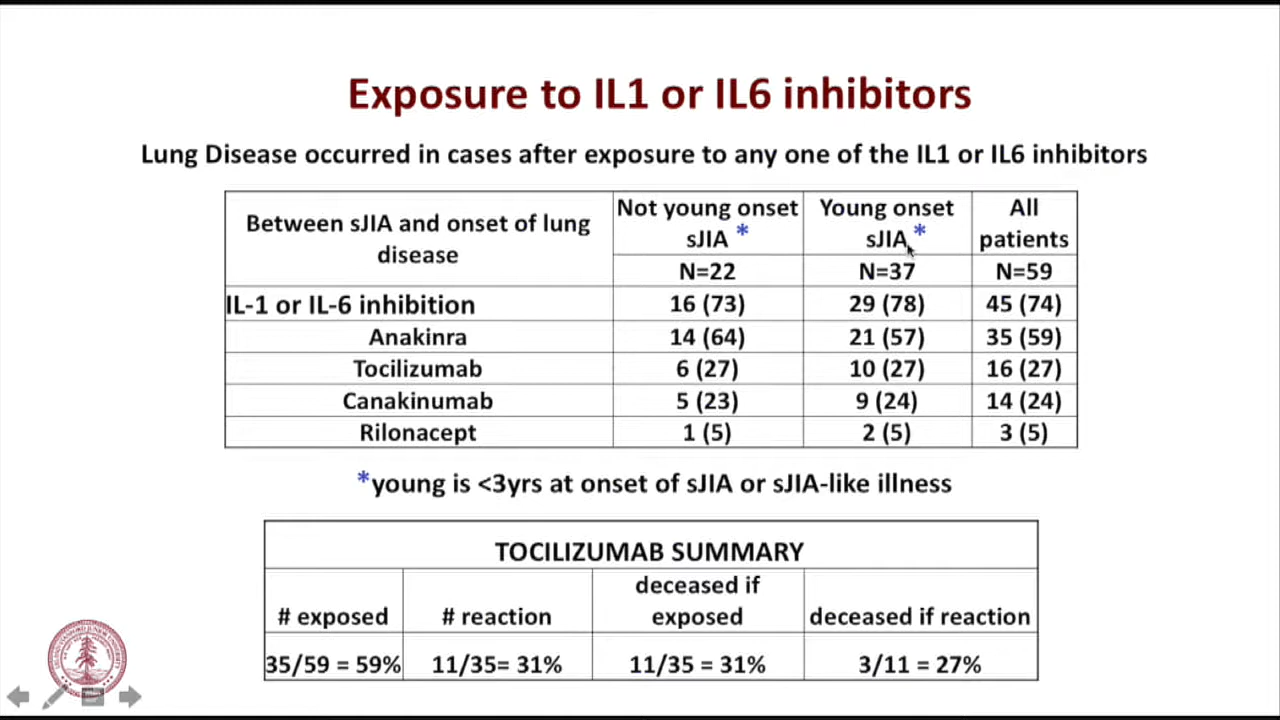 Exposure to IL1 or IL6 inhibitors
Lung Disease occurred in cases after exposure to any one of the IL1 or IL6 inhibitors
Between sJIA and onset of lung disease
Not young onset sJIA *
Young onset sJIA *
All patients
N=22
N=37
N=59
IL-1 or IL-6 inhibition 16 (73) 29 (78) 45 (74)
Anakinra 14 (64) 21 (57) 35 (59)
Tocilizumab 6 (27) 10 (27) 16 (27)
Canakinumab 5 (23) 9 (24) 14 (24)
Rilonacept 1 (5) 2 (5) 3 (5)
*young is <3yrs at onset of sJIA or sJIA-like illness
TOCILIZUMAB SUMMARY
# exposed
# reaction
deceased if exposed
deceased if reaction
35/59 = 59% 11/35= 31% 11/35 = 31% 3/11 = 27%